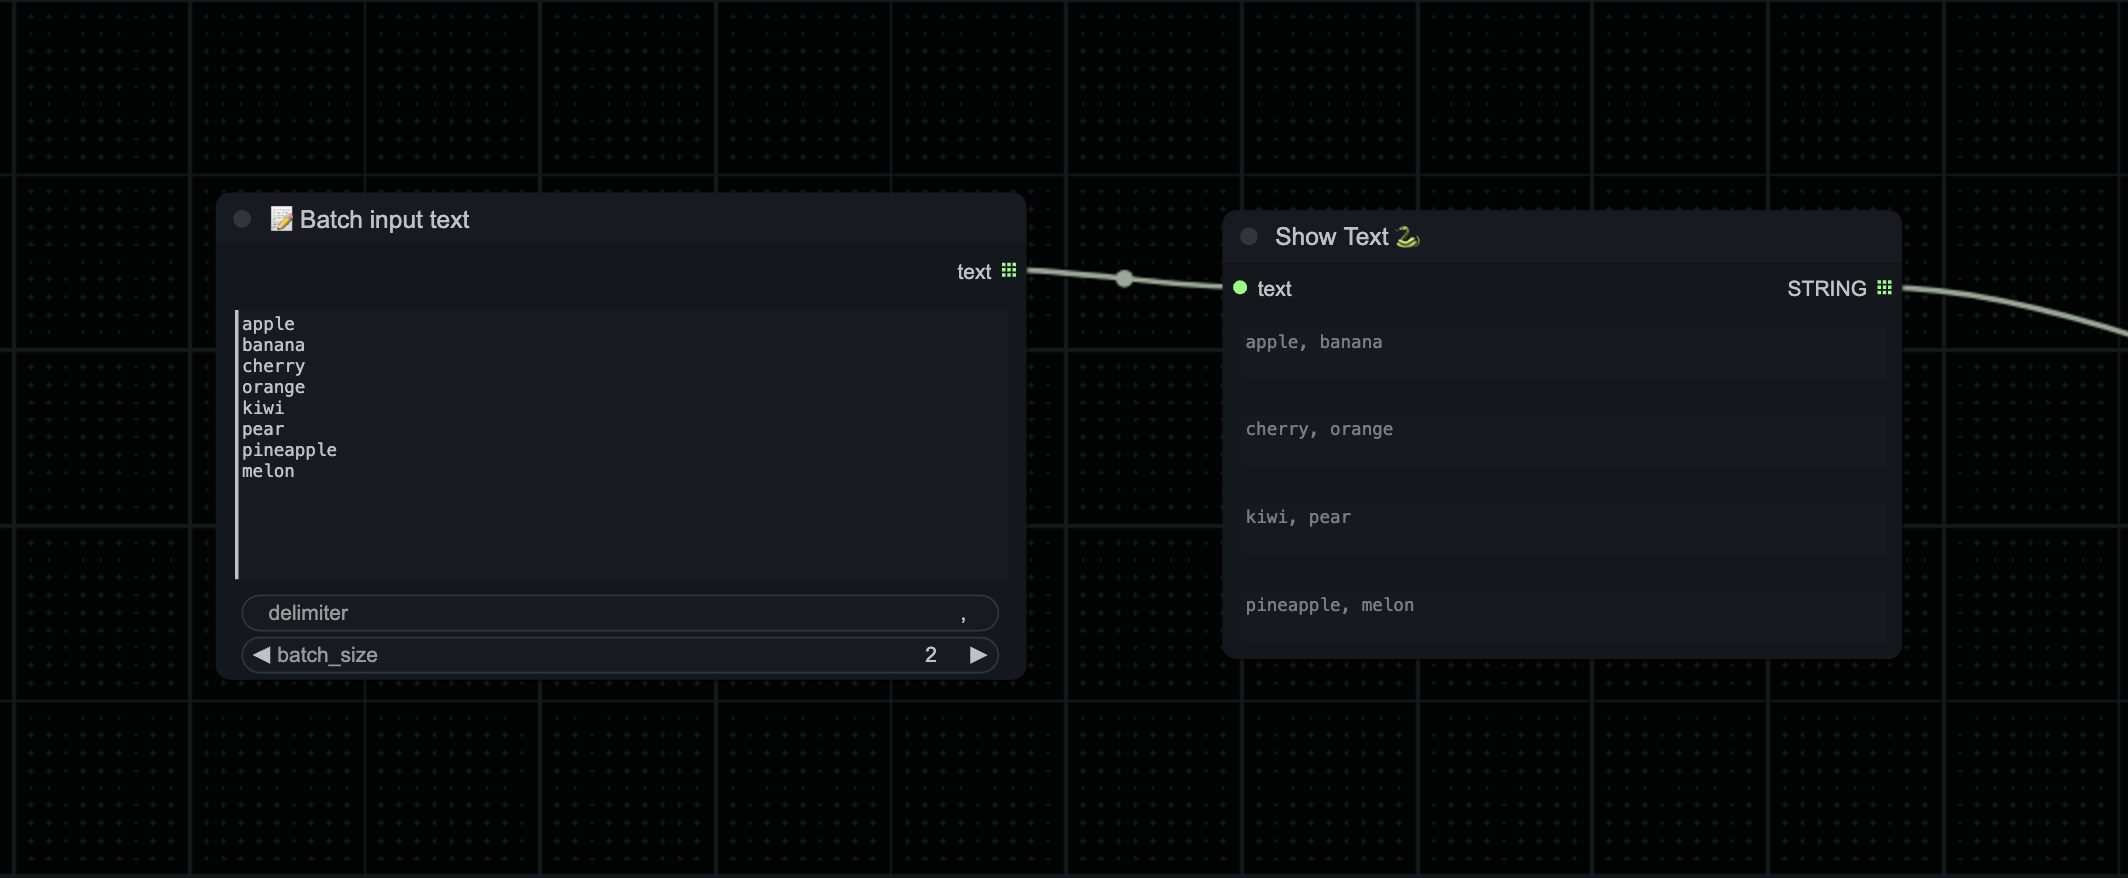 📝 Batch input text
text
apple
banana
cherry
orange
kiwi
pear
pineapple
melon
delimiter ,
batch_size 2
Show Text 🐍
text STRING
apple, banana
cherry, orange
kiwi, pear
pineapple, melon